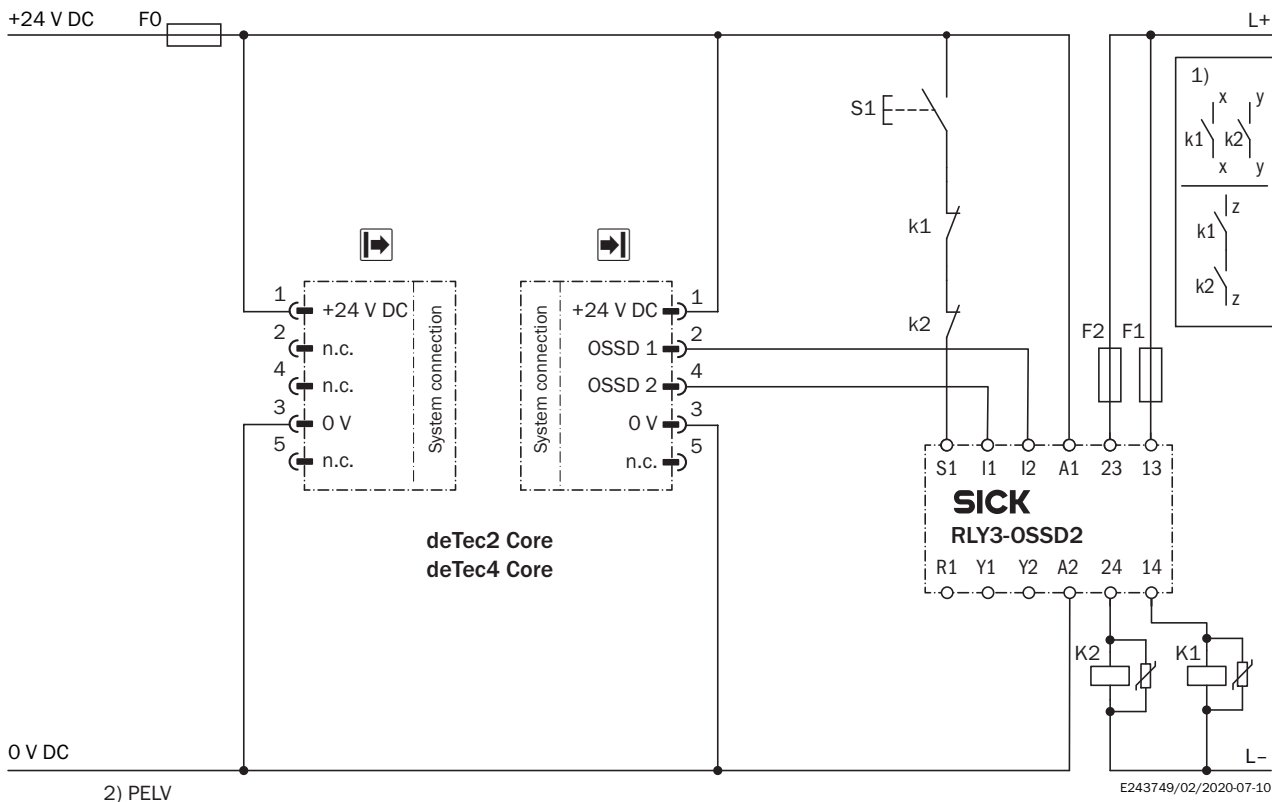 +24 V DC F0 L+
1)
x y
k1 k2
x y
z
k1
k2
z
S1
k1
k2
F2 F1
1 +24 V DC
2 n.c.
4 n.c.
3 0 V
5 n.c.
System connection
System connection
+24 V DC 1
OSSD 1 2
OSSD 2 4
0 V 3
n.c. 5
deTec2 Core
deTec4 Core
S1 I1 I2 A1 23 13
SICK
RLY3-OSSD2
R1 Y1 Y2 A2 24 14
K2 K1
0 V DC L–
2) PELV
E243749/02/2020-07-10